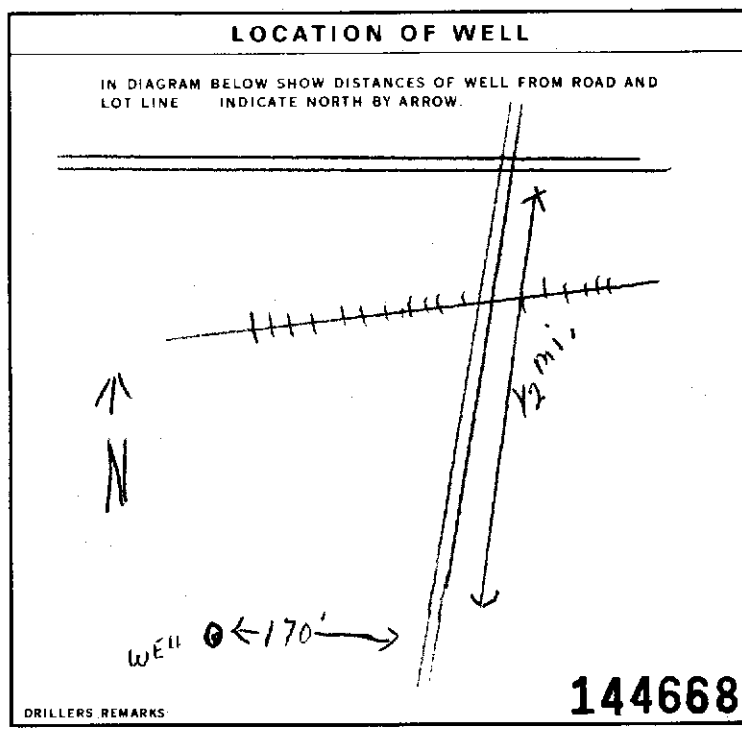 LOCATION OF WELL
IN DIAGRAM BELOW SHOW DISTANCES OF WELL FROM ROAD AND
LOT LINE INDICATE NORTH BY ARROW.
1/2 mi.
N
WELL 170'
DRILLERS REMARKS
144668